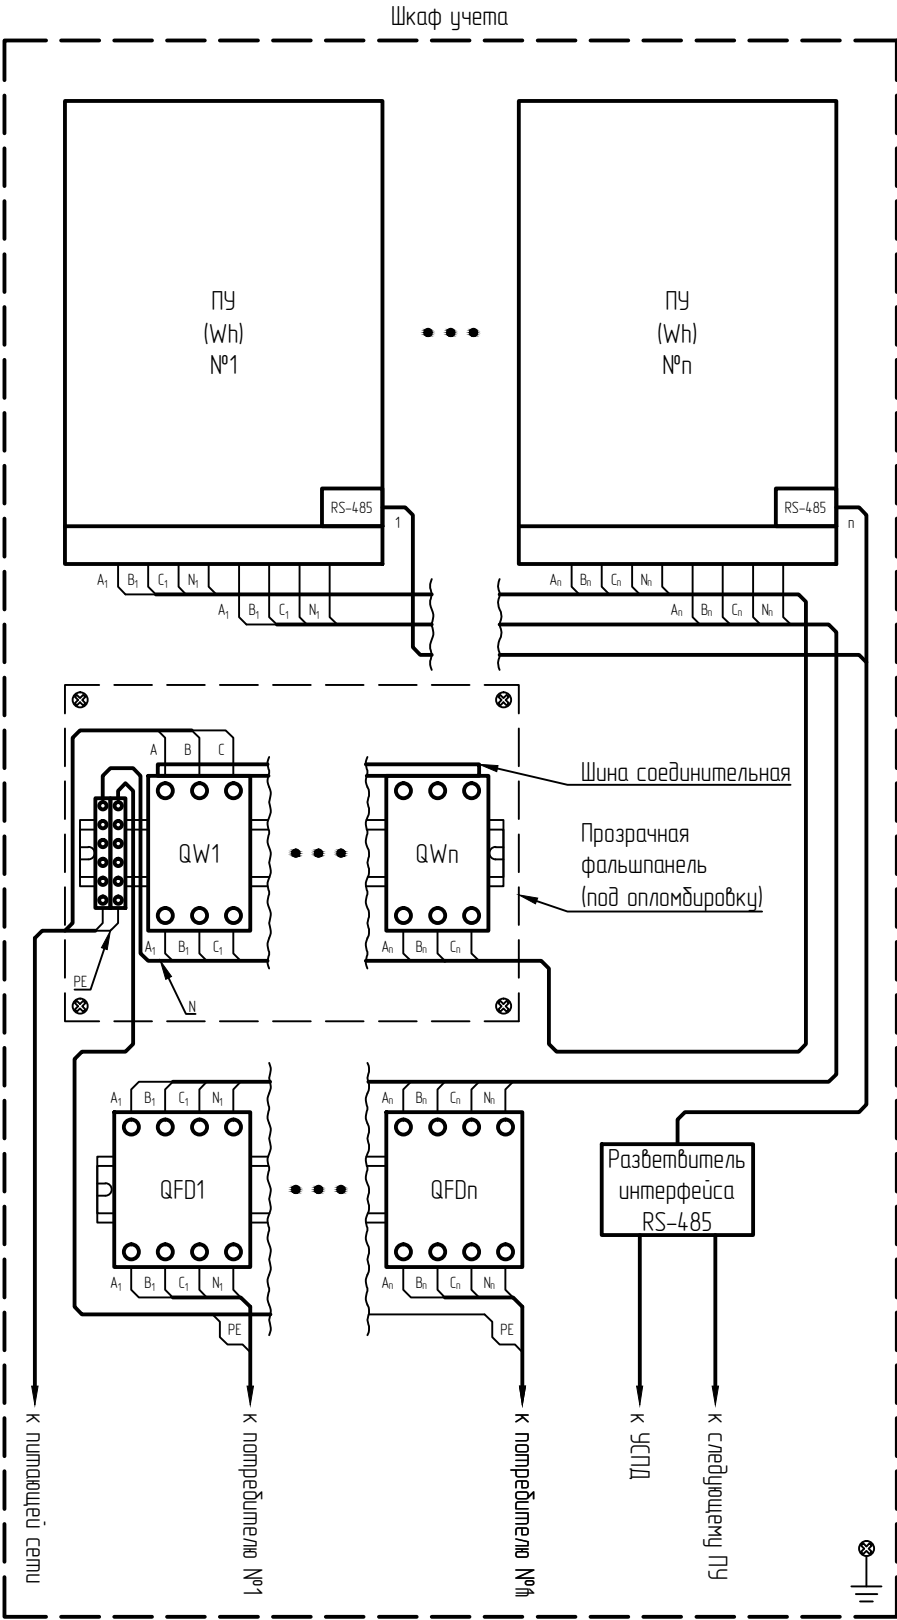 Шкаф учета
ПУ
(Wh)
№1
ПУ
(Wh)
№n
RS-485
1
RS-485
n
A₁ B₁ C₁ N₁
A₁ B₁ C₁ N₁
Aₙ Bₙ Cₙ Nₙ
Aₙ Bₙ Cₙ Nₙ
A B C
Шина соединительная
QW1
QWn
Прозрачная
фальшпанель
(под опломбировку)
A₁ B₁ C₁
Aₙ Bₙ Cₙ
PE
N
A₁ B₁ C₁ N₁
Aₙ Bₙ Cₙ Nₙ
QFD1
QFDn
Разветвитель
интерфейса
RS-485
A₁ B₁ C₁ N₁
Aₙ Bₙ Cₙ Nₙ
PE
PE
К питающей сети
К потребителю №1
К потребителю №n
К УСПД
К следующему ПУ